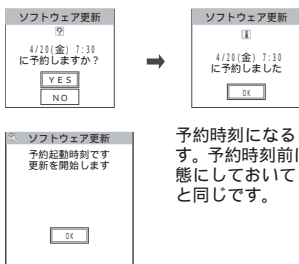 ソフトウェア更新
?
4/20(金) 7:30
に予約しますか?
YES
NO
ソフトウェア更新
4/20(金) 7:30
に予約しました
OK
ソフトウェア更新
予約起動時刻です
更新を開始します
OK
予約時刻になる
す。予約時刻前に
態にしておいて
と同じです。